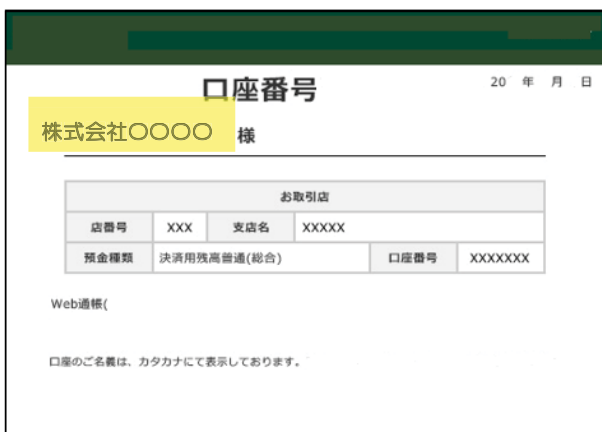 口座番号
20 年 月 日
株式会社〇〇〇〇 様
お取引店
店番号 XXX 支店名 XXXXX
預金種類 決済用残高普通(総合) 口座番号 XXXXXXX
Web通帳(
口座のご名義は、カタカナにて表示しております。